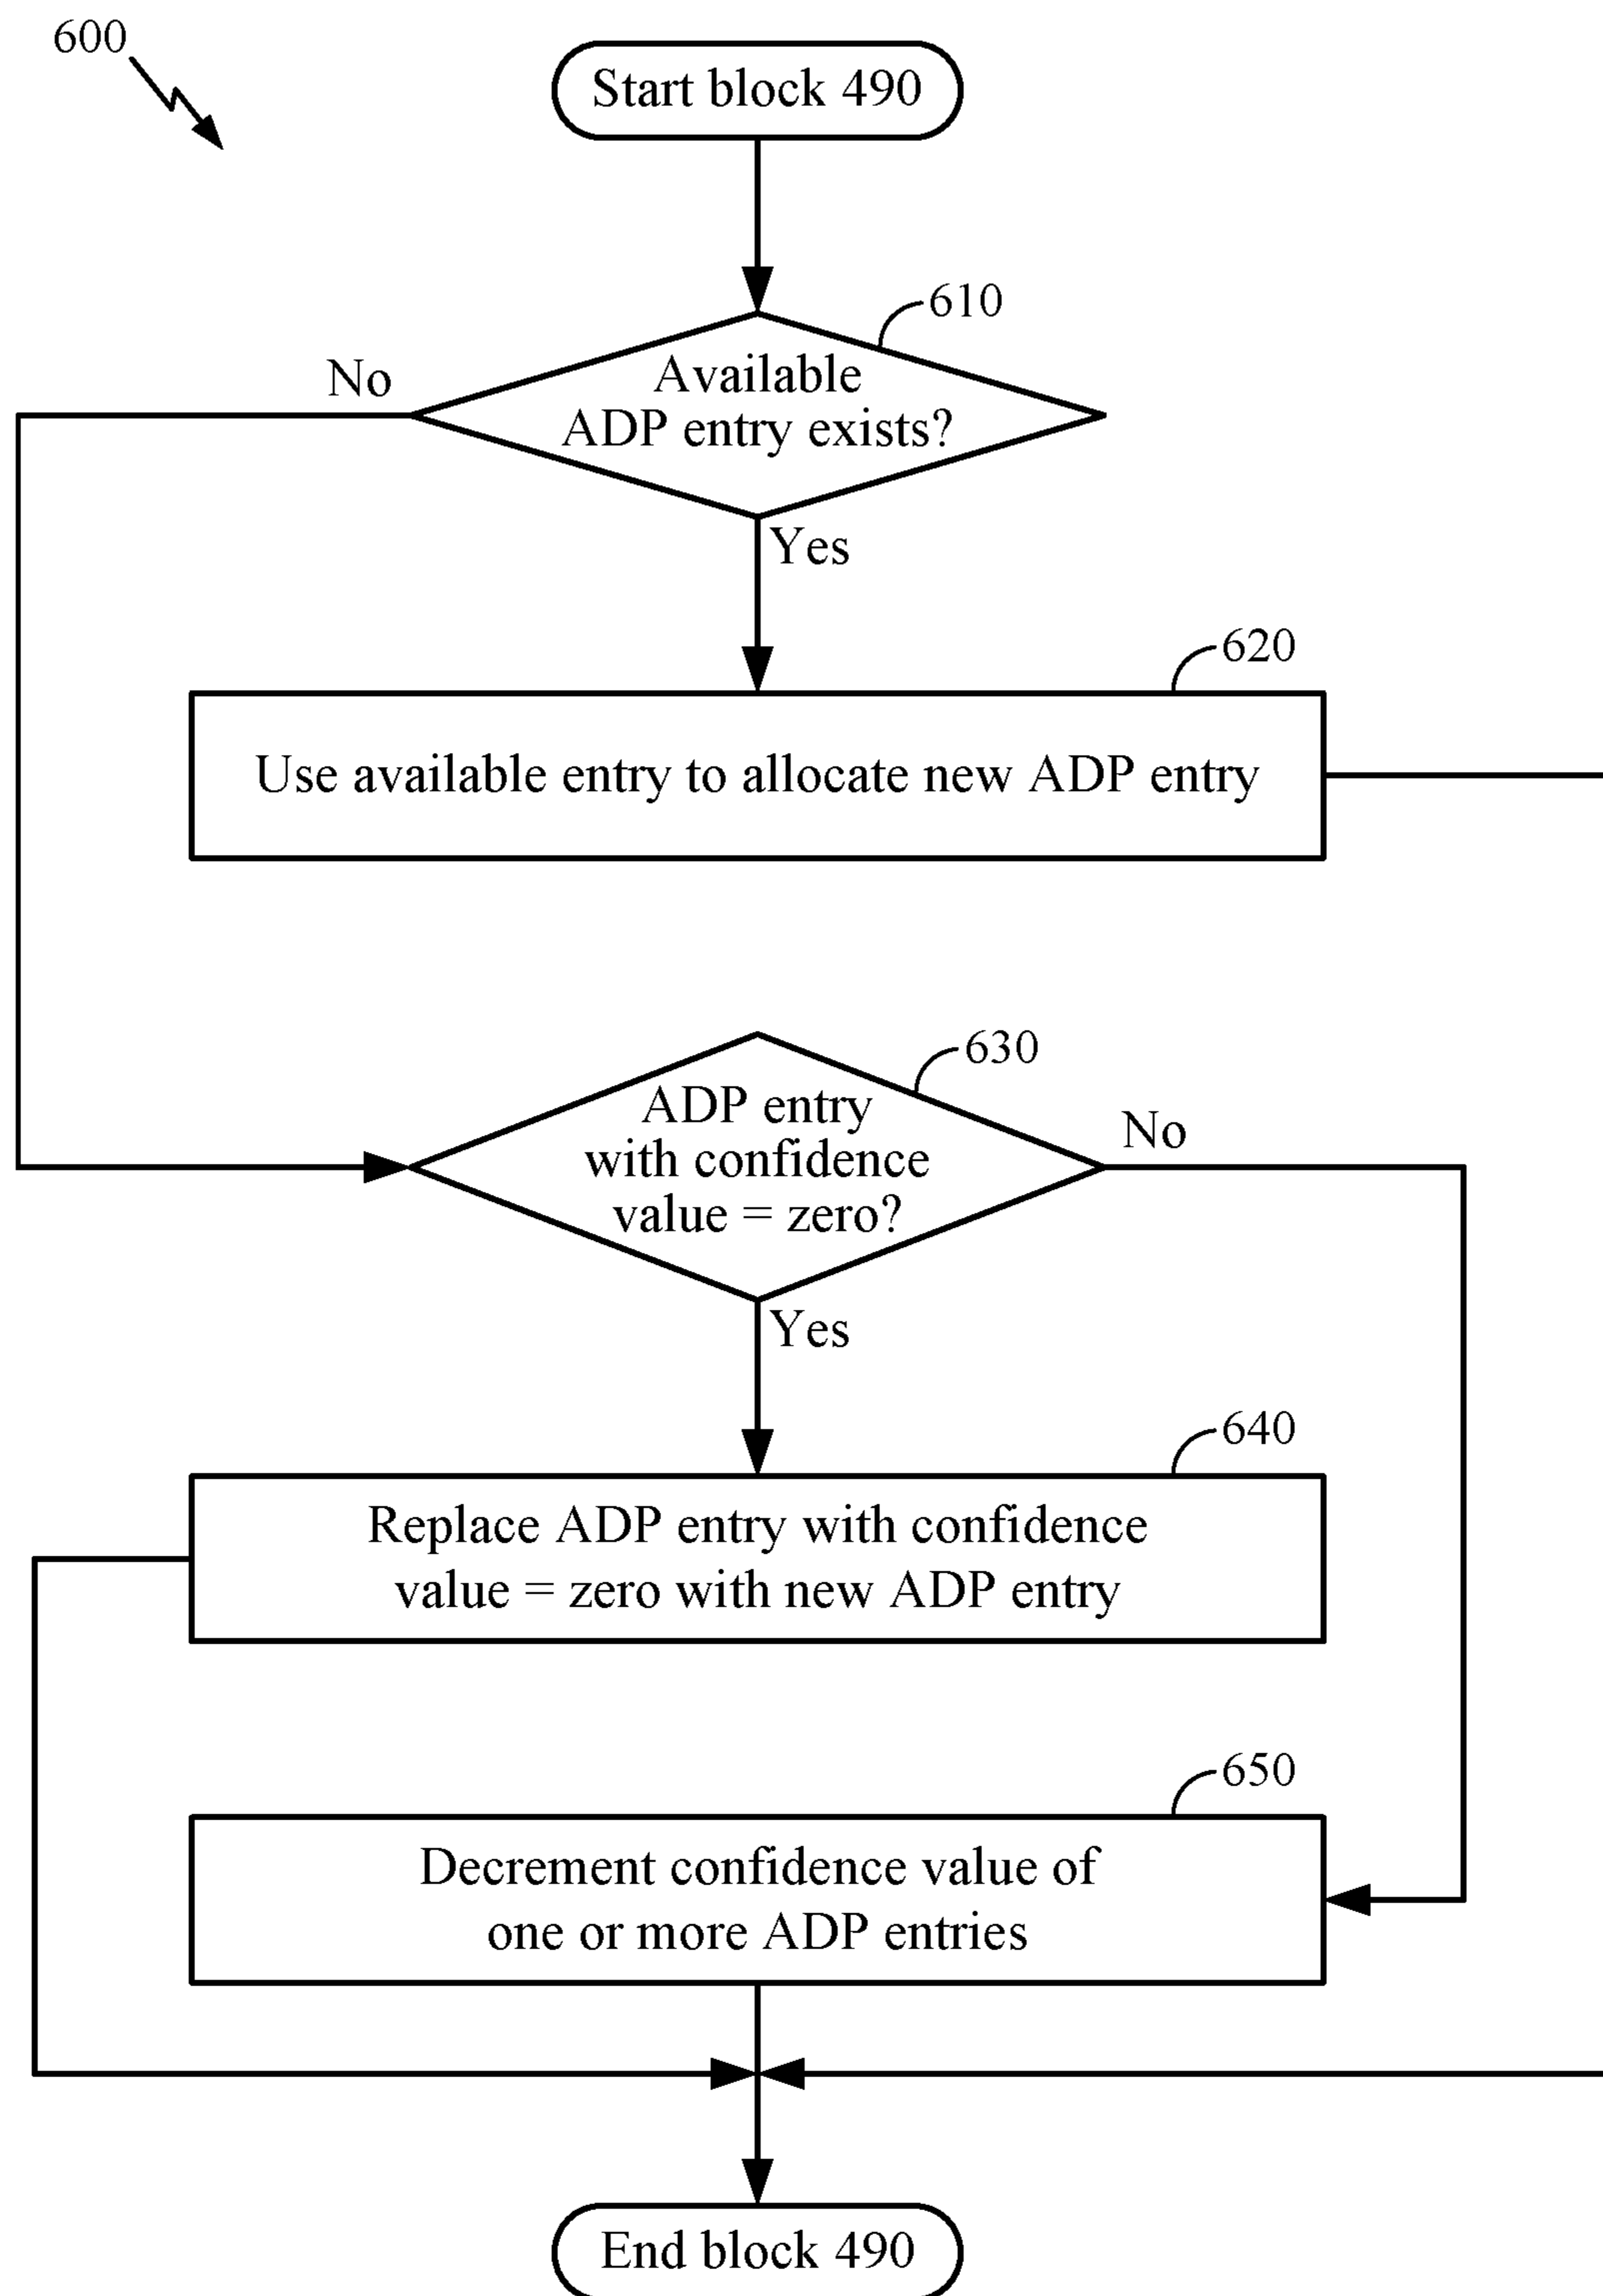 600
Start block 490
610
Available
ADP entry exists?
No
Yes
620
Use available entry to allocate new ADP entry
630
ADP entry
with confidence
value = zero?
No
Yes
640
Replace ADP entry with confidence
value = zero with new ADP entry
650
Decrement confidence value of
one or more ADP entries
End block 490